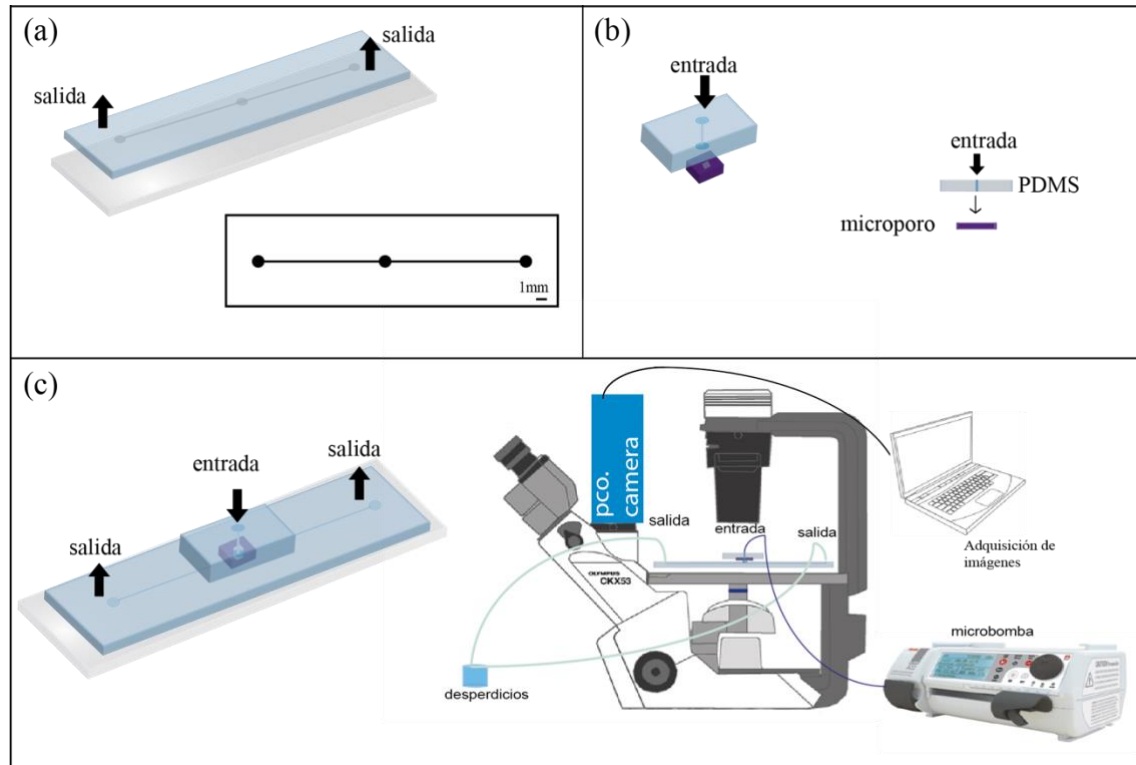 (a)
salida
salida
1mm
(b)
entrada
entrada
PDMS
microporo
(c)
entrada
salida
salida
pco.
camera
salida
entrada
salida
OLYMPUS
CKX53
desperdicios
Adquisición de
imágenes
microbomba